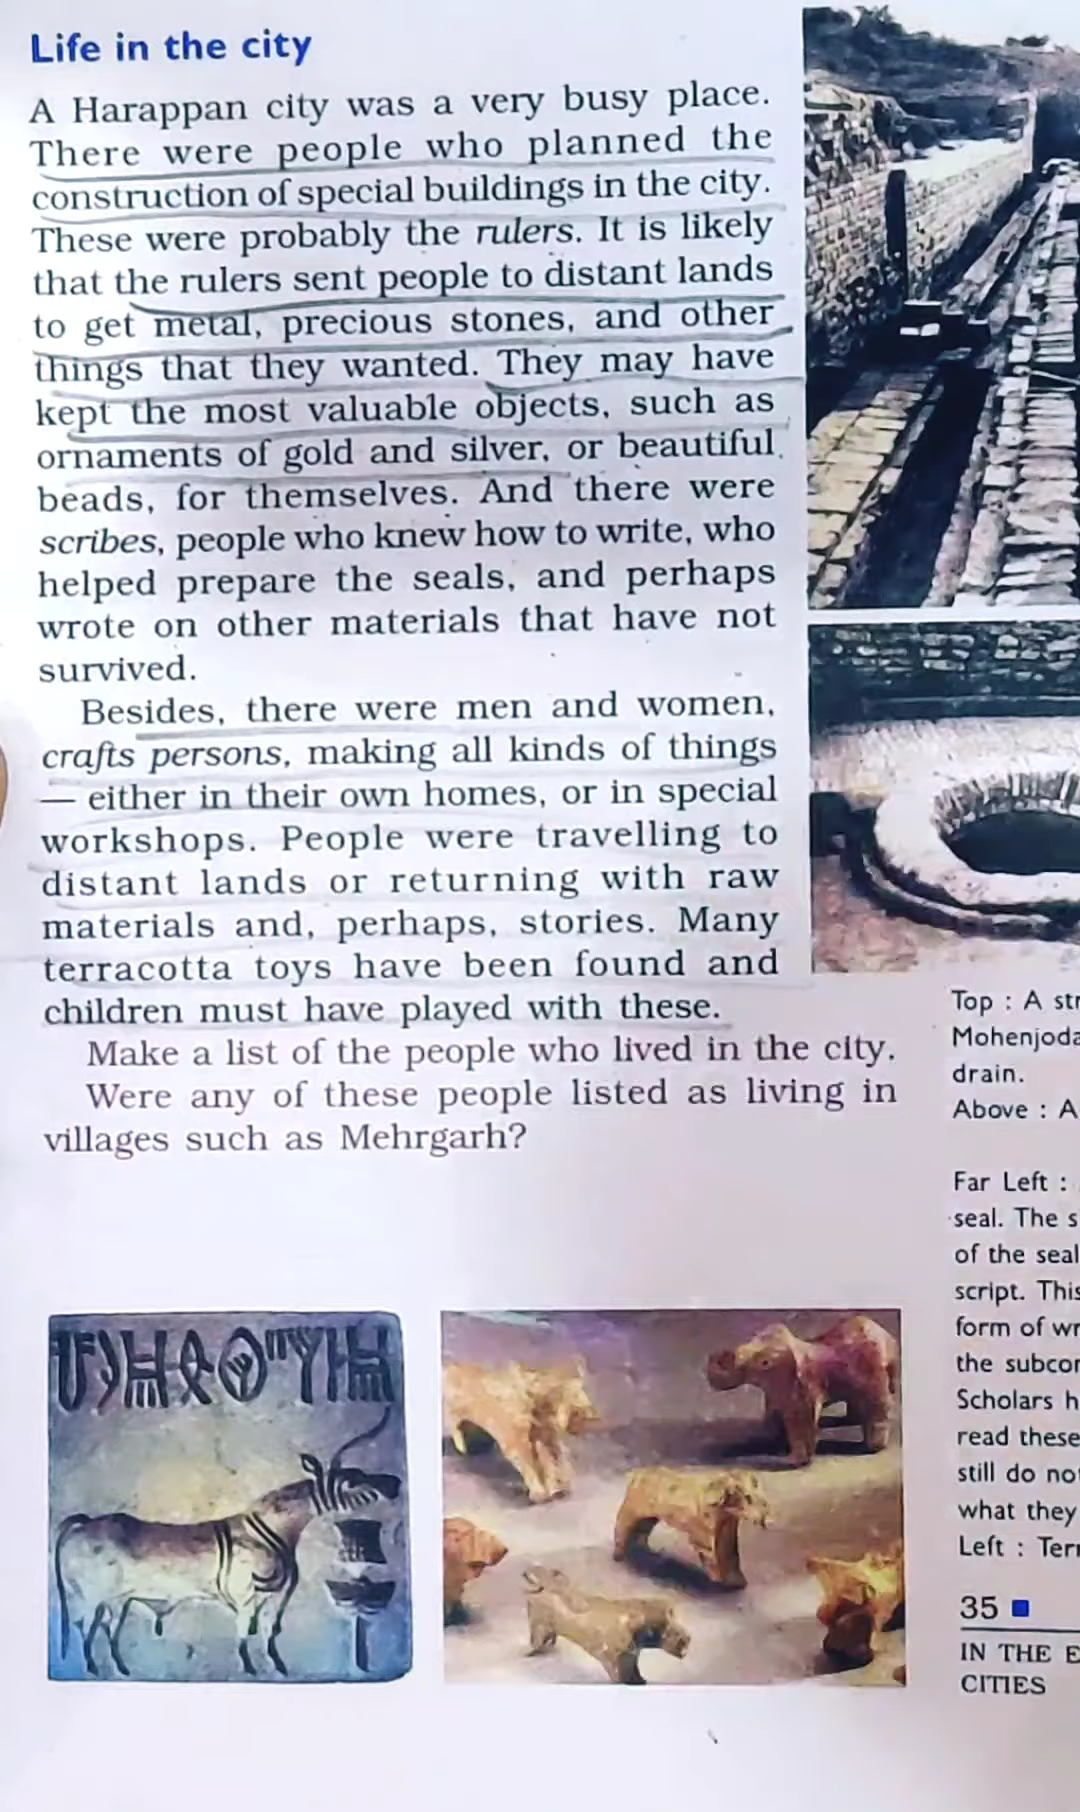 Life in the city
A Harappan city was a very busy place.
There were people who planned the
construction of special buildings in the city.
These were probably the rulers. It is likely
that the rulers sent people to distant lands
to get metal, precious stones, and other
things that they wanted. They may have
kept the most valuable objects, such as
ornaments of gold and silver, or beautiful
beads, for themselves. And there were
scribes, people who knew how to write, who
helped prepare the seals, and perhaps
wrote on other materials that have not
survived.
Besides, there were men and women,
crafts persons, making all kinds of things
— either in their own homes, or in special
workshops. People were travelling to
distant lands or returning with raw
materials and, perhaps, stories. Many
terracotta toys have been found and
children must have played with these.
Make a list of the people who lived in the city.
Were any of these people listed as living in
villages such as Mehrgarh?
Top : A
drain.
Above : A
Far Left :
seal. The
of the seal
script.
form of
the
Scholars
read these
still do
what they
Left :
35
IN THE
CITIES